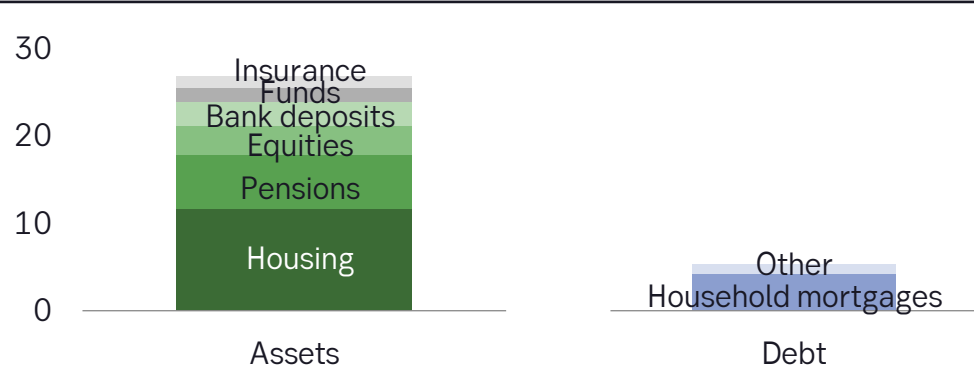 30
20
10
0
Insurance
Funds
Bank deposits
Equities
Pensions
Housing
Other
Household mortgages
Assets
Debt